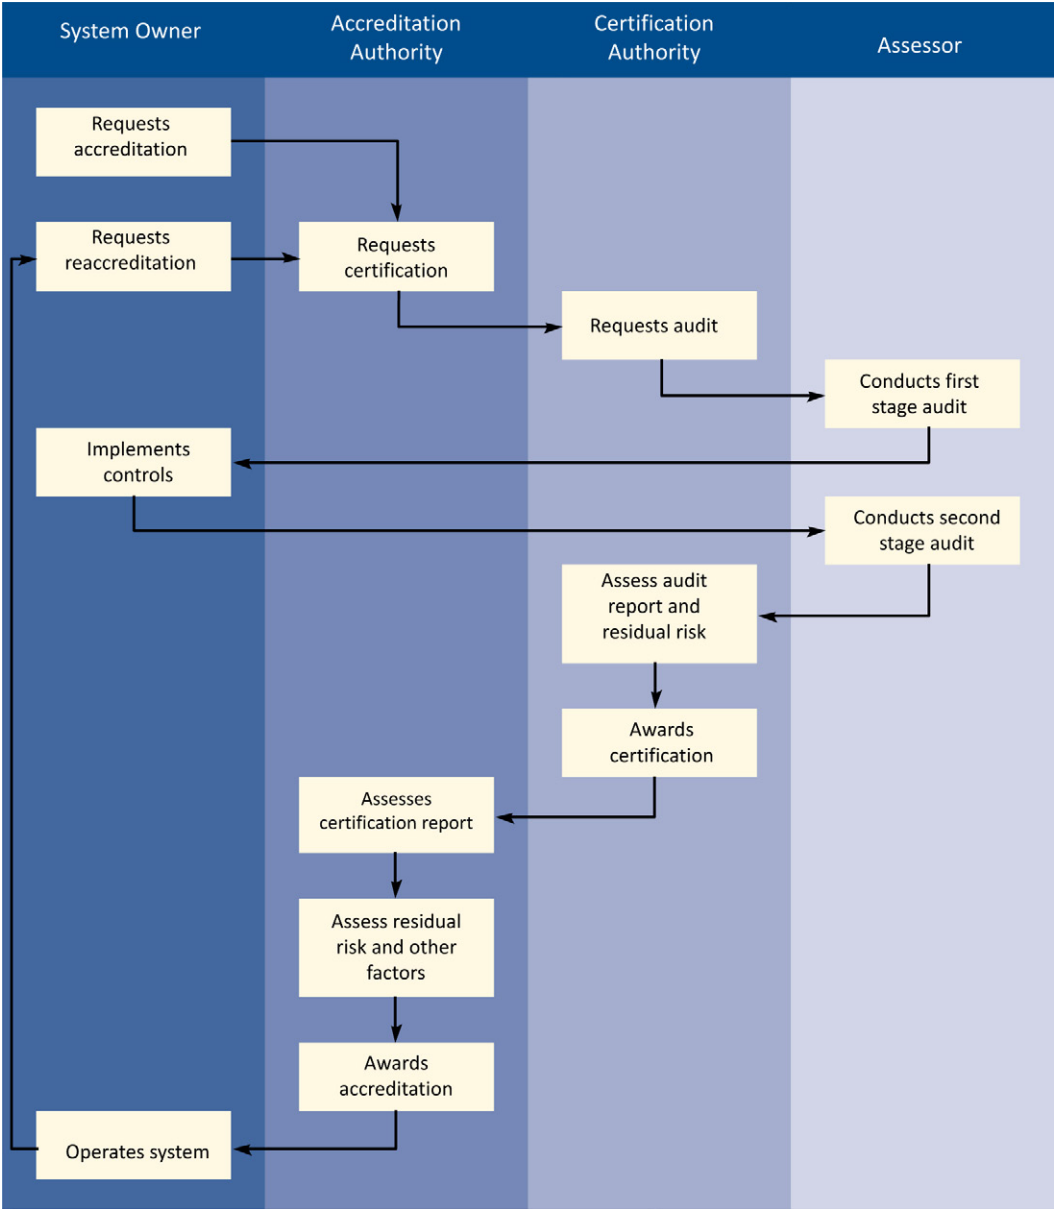 System Owner
Accreditation
Authority
Certification
Authority
Assessor
Requests
accreditation
Requests
reaccreditation
Requests
certification
Requests audit
Conducts first
stage audit
Implements
controls
Conducts second
stage audit
Assess audit
report and
residual risk
Awards
certification
Assesses
certification report
Assess residual
risk and other
factors
Awards
accreditation
Operates system